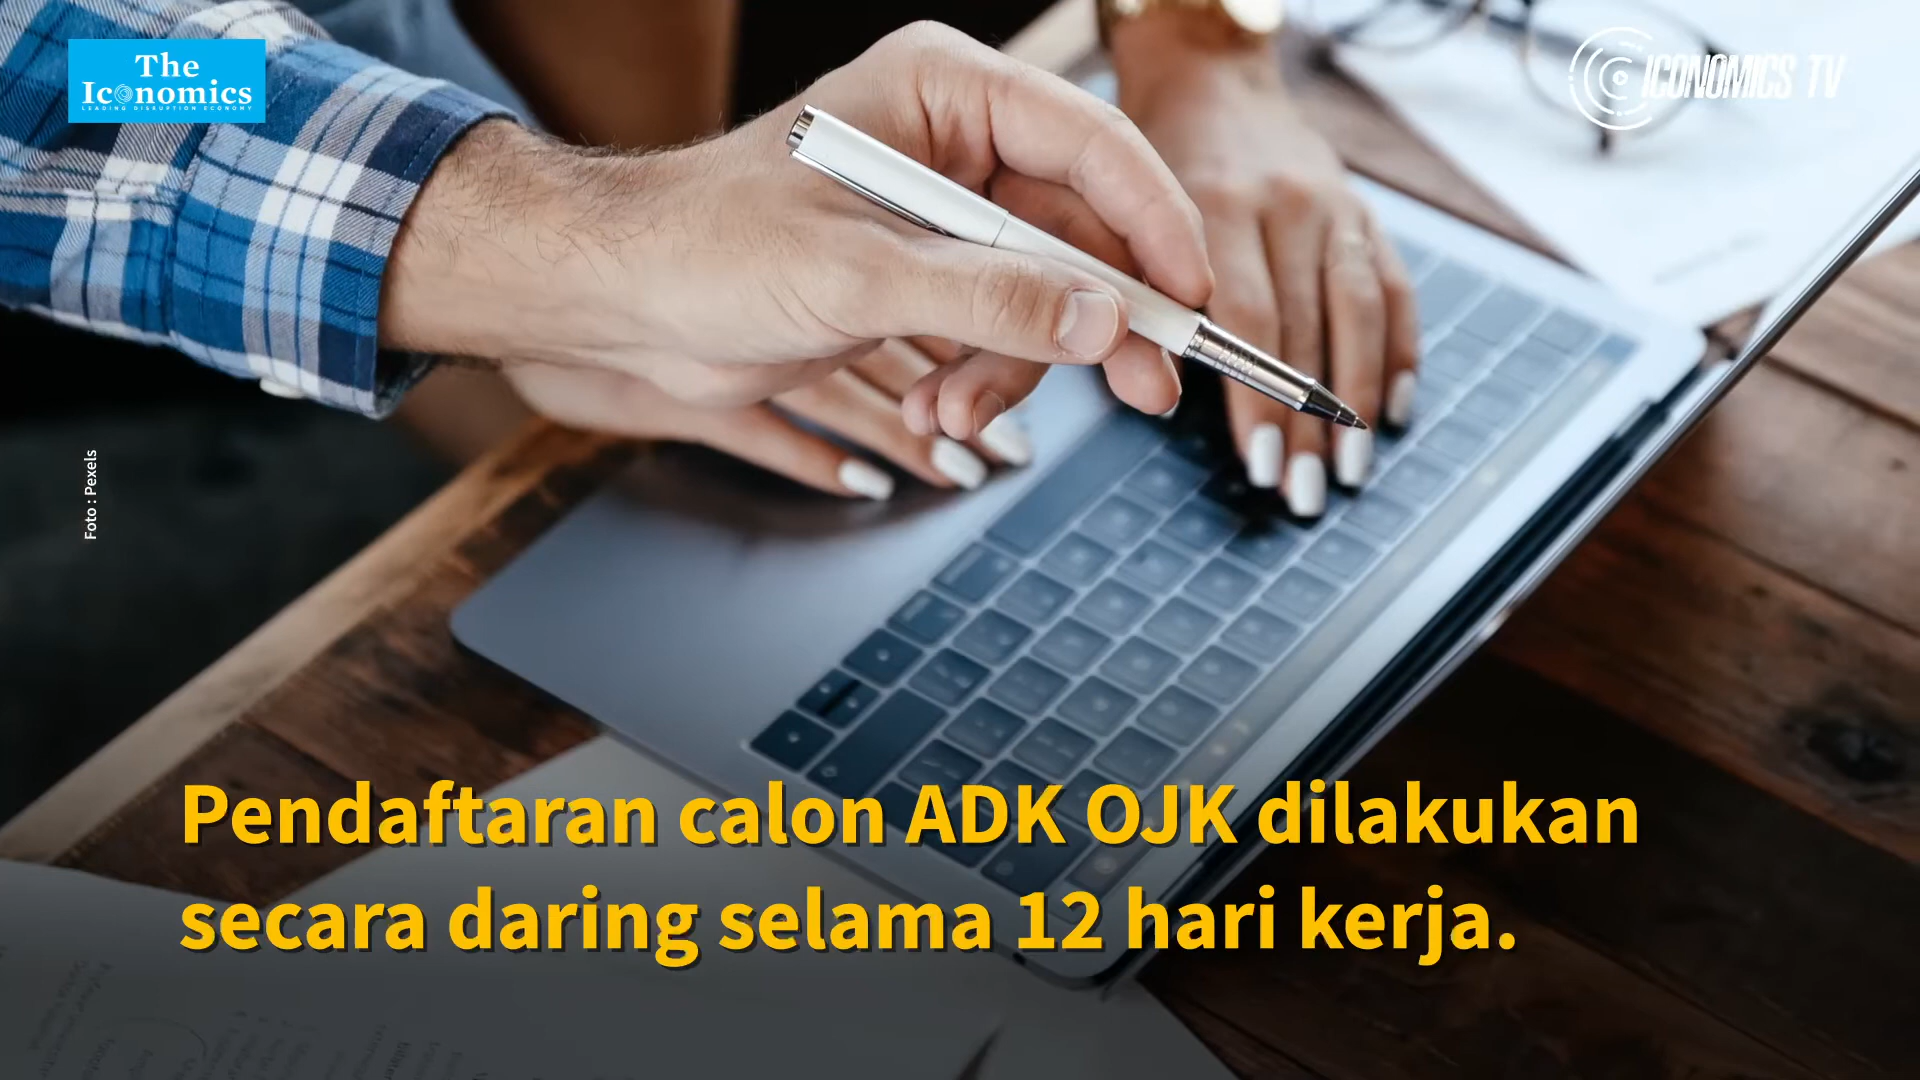 The
Iconomics
LEADING DISRUPTION ECONOMY
ICONOMICS TV
Foto : Pexels
Pendaftaran calon ADK OJK dilakukan
secara daring selama 12 hari kerja.